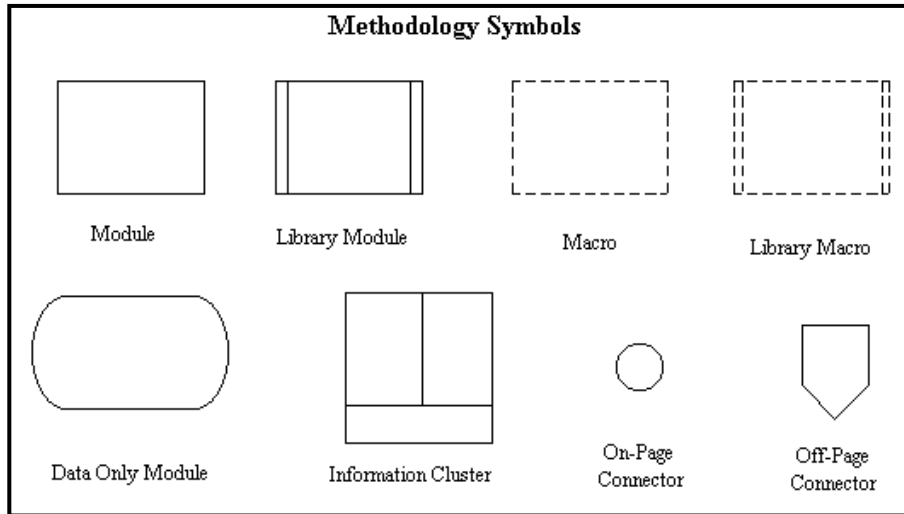 Methodology Symbols
Module
Library Module
Macro
Library Macro
Data Only Module
Information Cluster
On-Page
Connector
Off-Page
Connector